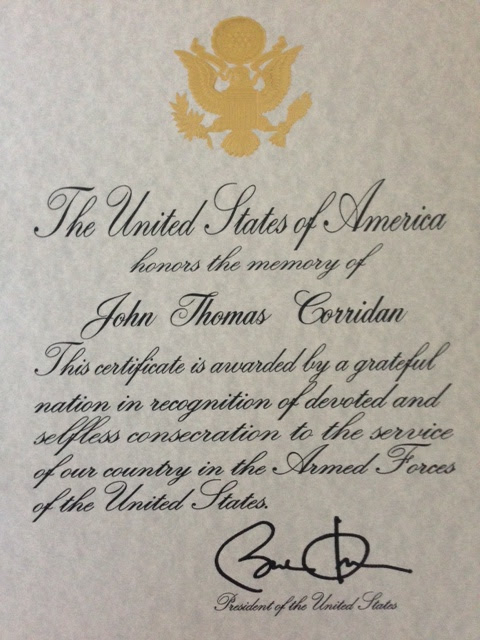 The United States of America
honors the memory of
John Thomas Corridan
This certificate is awarded by a grateful
nation in recognition of devoted and
selfless consecration to the service
of our country in the Armed Forces
of the United States.
President of the United States